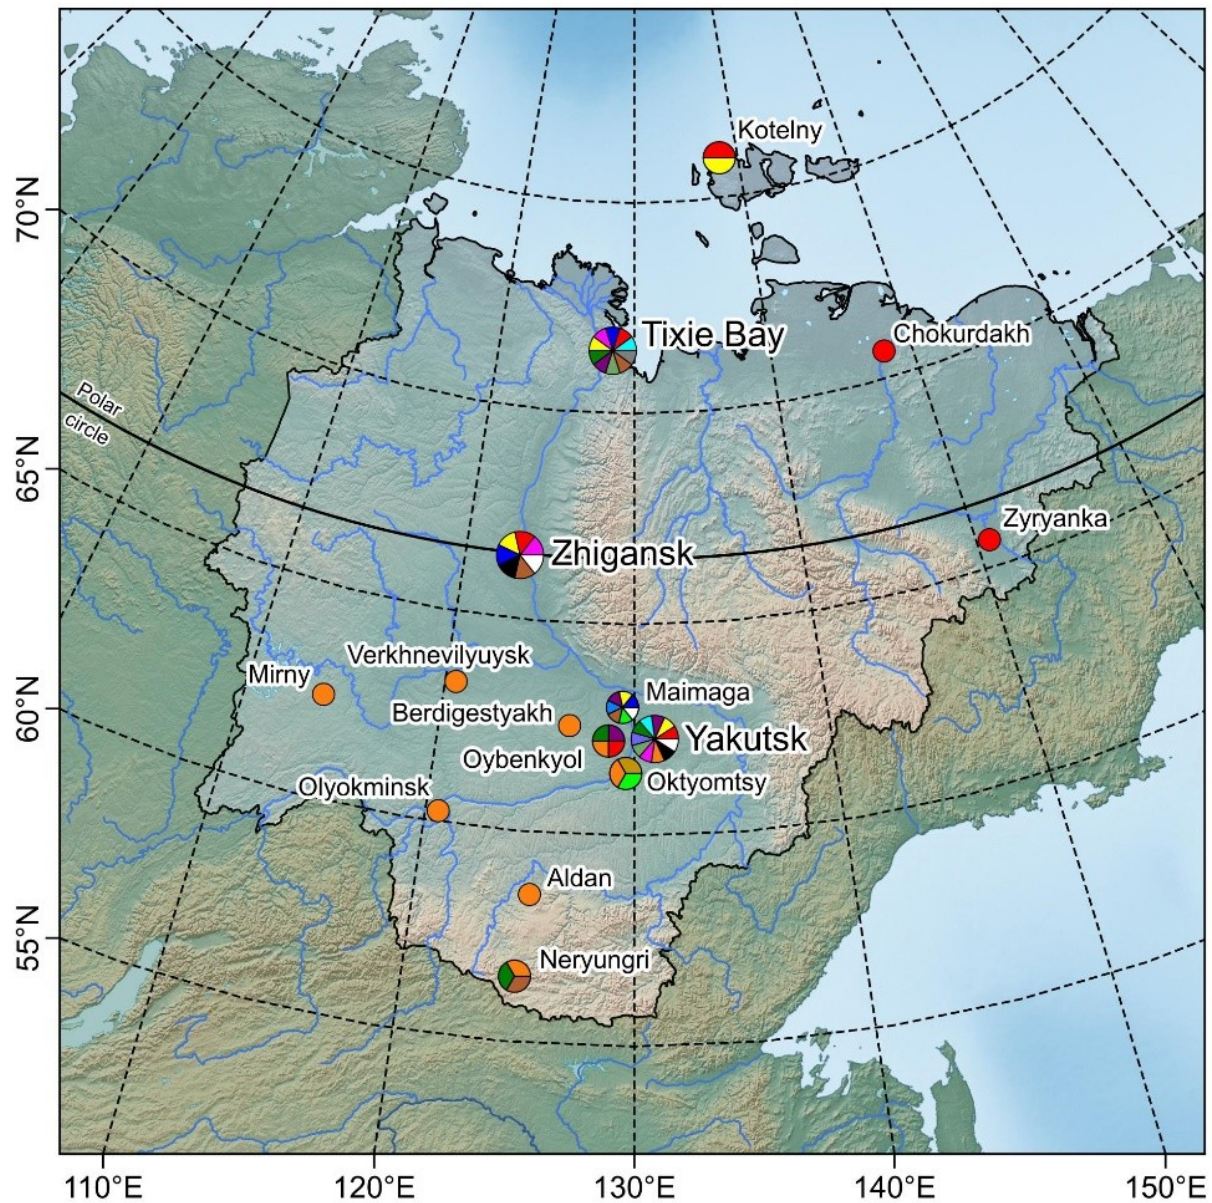 Kotelny
70°N
Tixie Bay
Chokurdakh
Polar
circle
65°N
Zyryanka
Zhigansk
Verkhnevilyuysk
Mirny
Maimaga
60°N
Berdigestyakh
Yakutsk
Oybenkyol
Oktyomtsy
Olyokminsk
Aldan
55°N
Neryungri
110°E
120°E
130°E
140°E
150°E